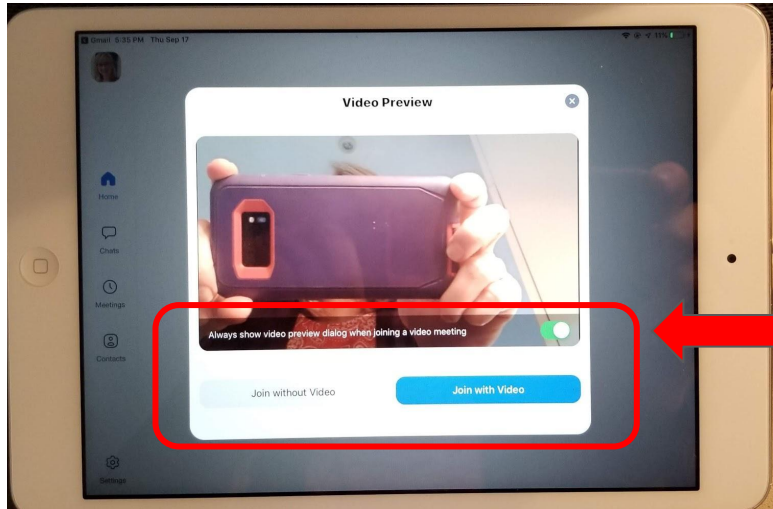 Gmail 5:35 PM Thu Sep 17
11%
Video Preview
Home
Chats
Meetings
Contacts
Always show video preview dialog when joining a video meeting
Join without Video
Join with Video
Settings